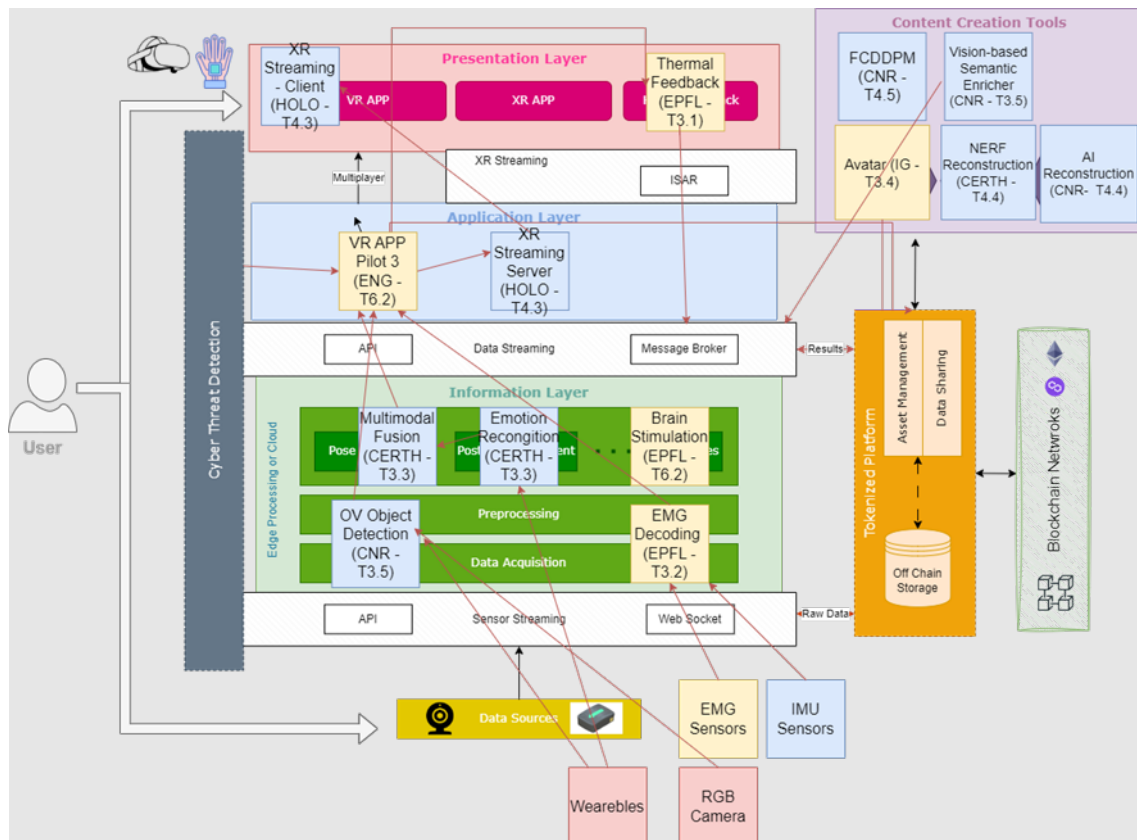 Content Creation Tools
XR
Streaming
- Client
(HOLO -
T4.3)
Presentation Layer
VR APP
XR APP
Thermal
Feedback
(EPFL -
T3.1)
FCDDPM
(CNR -
T4.5)
Vision-based
Semantic
Enricher
(CNR - T3.5)
Avatar (IG -
T3.4)
NERF
Reconstruction
(CERTH -
T4.4)
AI
Reconstruction
(CNR- T4.4)
XR Streaming
ISAR
Multiplayer
Application Layer
VR APP
Pilot 3
(ENG -
T6.2)
XR
Streaming
Server
(HOLO -
T4.3)
Cyber Threat Detection
User
API
Data Streaming
Message Broker
Results
Tokenized Platform
Asset Management
Data Sharing
Off Chain
Storage
Blockchain Netwroks
Information Layer
Edge Processing or Cloud
Pose
Multimodal
Fusion
(CERTH -
T3.3)
Emotion
Recongition
(CERTH -
T3.3)
Brain
Stimulation
(EPFL -
T6.2)
Preprocessing
OV Object
Detection
(CNR -
T3.5)
EMG
Decoding
(EPFL -
T3.2)
Data Acquisition
API
Sensor Streaming
Web Socket
Raw Data
Data Sources
EMG
Sensors
IMU
Sensors
Wearebles
RGB
Camera